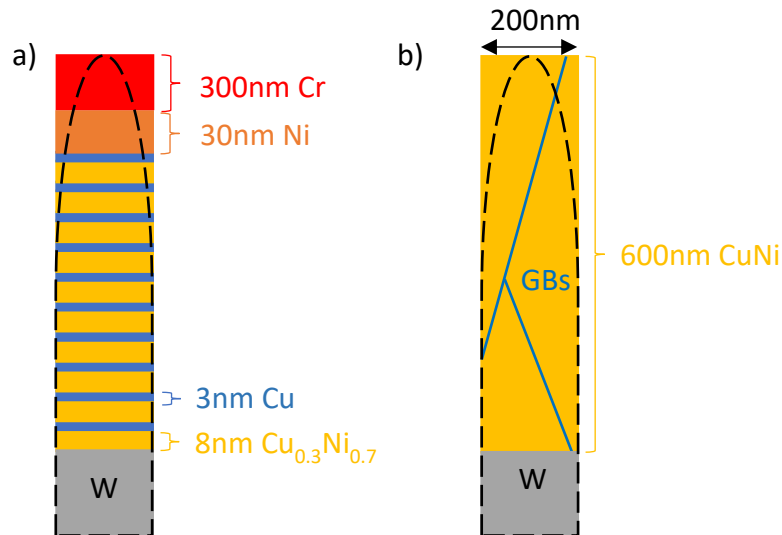 a)
300nm Cr
30nm Ni
3nm Cu
8nm Cu0.3Ni0.7
W
b)
200nm
GBs
600nm CuNi
W